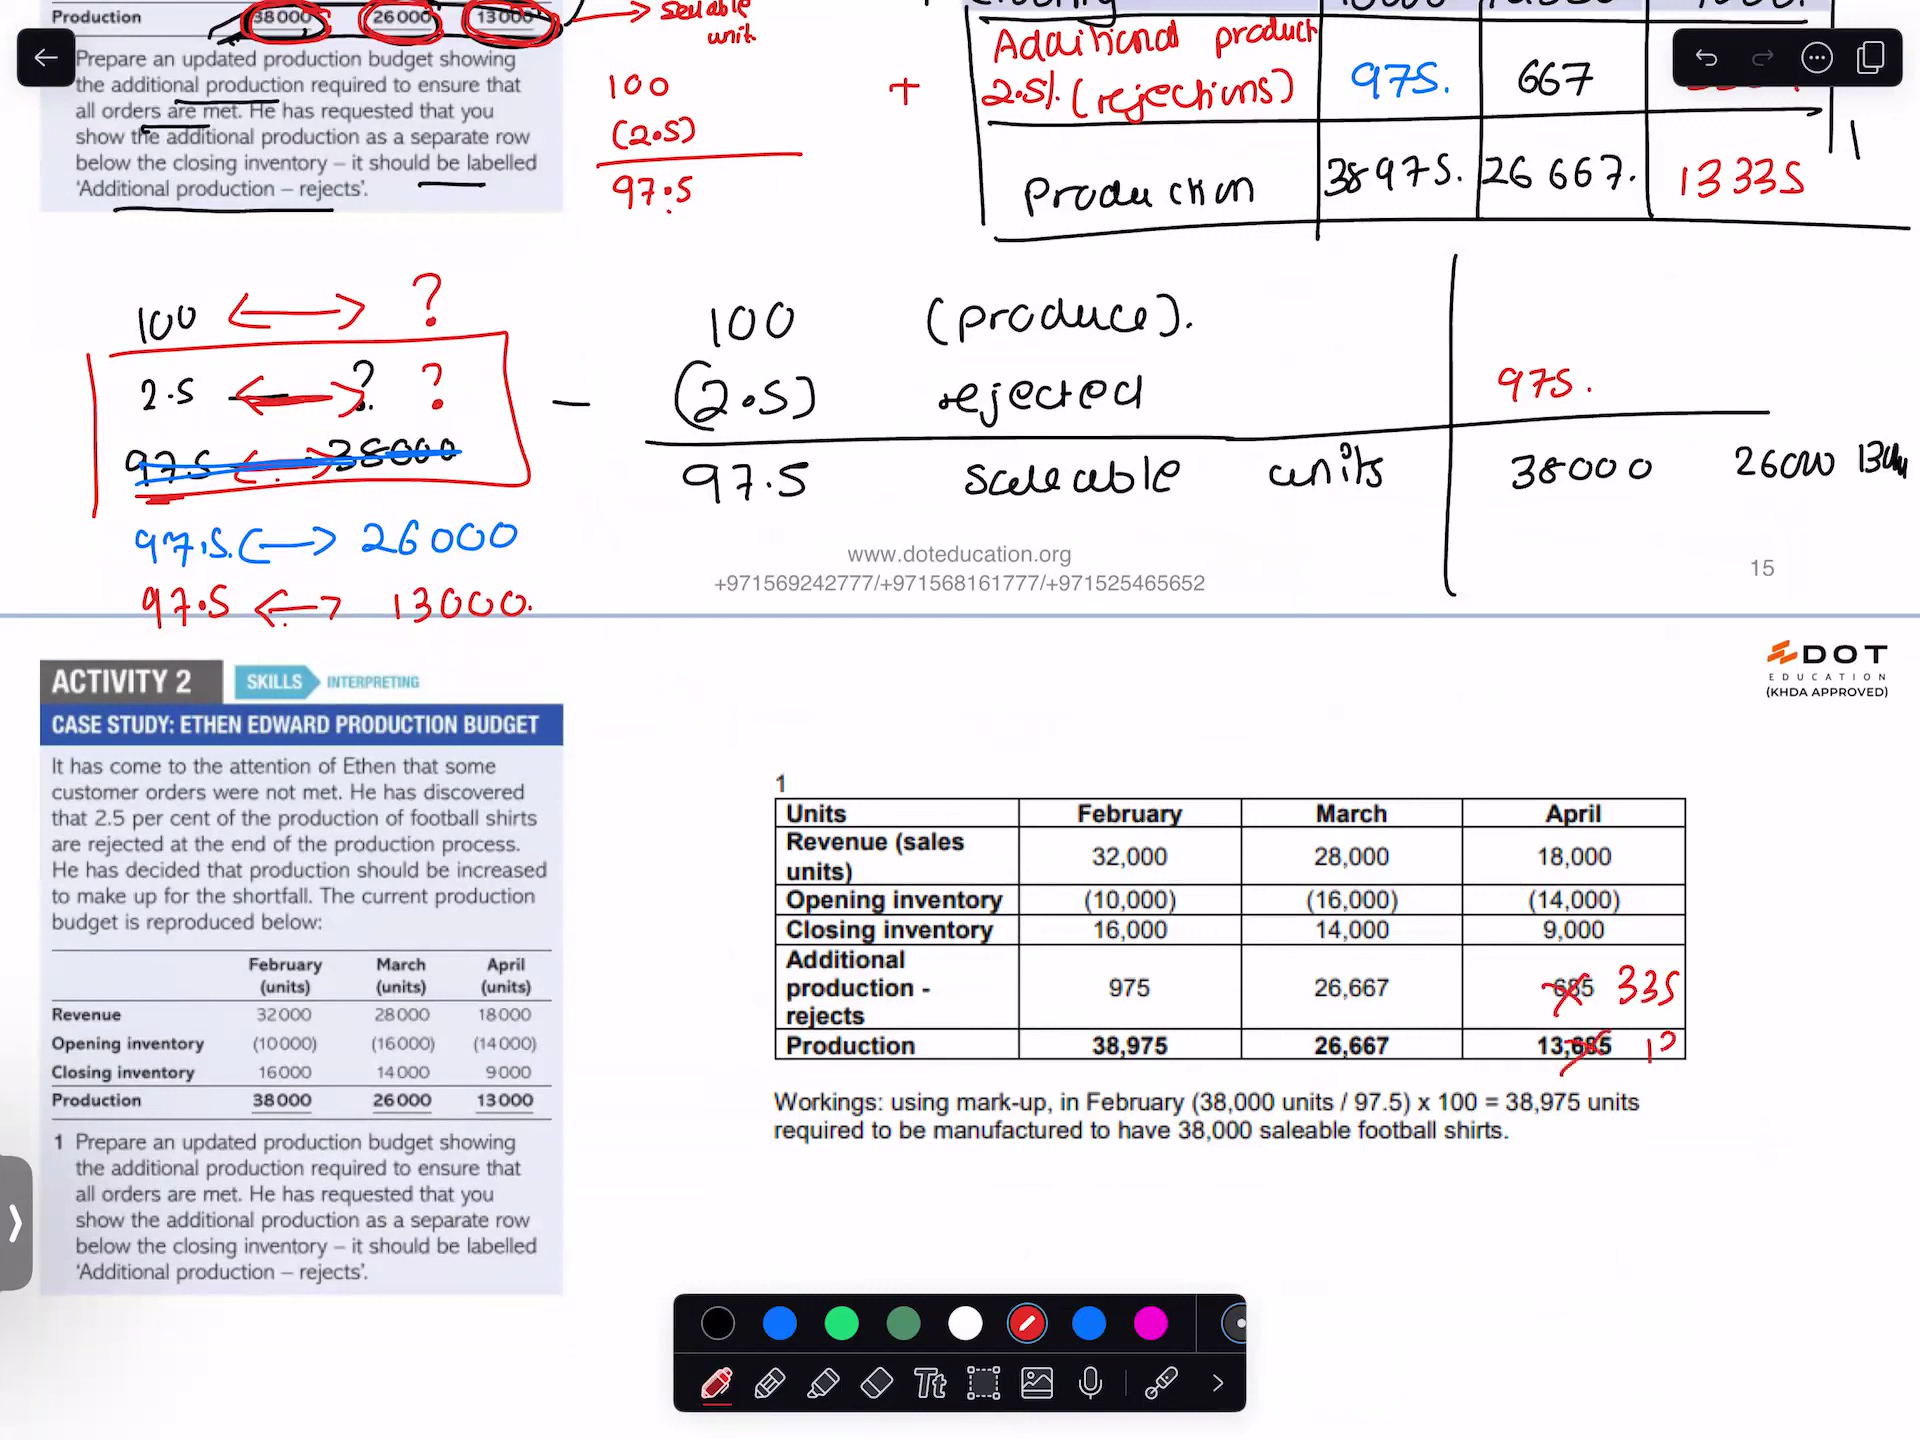 Production 38000 26000 13000
saleable
unit.
Prepare an updated production budget showing
the additional production required to ensure that
all orders are met. He has requested that you
show the additional production as a separate row
below the closing inventory – it should be labelled
‘Additional production – rejects’.
100
(2.5)
97.5
+
Additional product
2.5% (rejections) 975. 667
Production 38975. 26 667. 13335
100 ?
2.5 ? ?
97.5 38000
97.5. 26000
97.5 13000.
100 (produce).
(2.5) rejected 975.
97.5 saleable units 38000 26000
www.doteducation.org
+971569242777/+971568161777/+971525465652
15
DOT
EDUCATION
(KHDA APPROVED)
ACTIVITY 2 SKILLS INTERPRETING
CASE STUDY: ETHEN EDWARD PRODUCTION BUDGET
It has come to the attention of Ethen that some
customer orders were not met. He has discovered
that 2.5 per cent of the production of football shirts
are rejected at the end of the production process.
He has decided that production should be increased
to make up for the shortfall. The current production
budget is reproduced below:
February March April
(units) (units) (units)
Revenue 32000 28000 18000
Opening inventory (10000) (16000) (14000)
Closing inventory 16000 14000 9000
Production 38000 26000 13000
1 Prepare an updated production budget showing
the additional production required to ensure that
all orders are met. He has requested that you
show the additional production as a separate row
below the closing inventory – it should be labelled
‘Additional production – rejects’.
1
Units February March April
Revenue (sales
units) 32,000 28,000 18,000
Opening inventory (10,000) (16,000) (14,000)
Closing inventory 16,000 14,000 9,000
Additional
production -
rejects 975 26,667 685 335
Production 38,975 26,667 13,685
Workings: using mark-up, in February (38,000 units / 97.5) x 100 = 38,975 units
required to be manufactured to have 38,000 saleable football shirts.
Tt